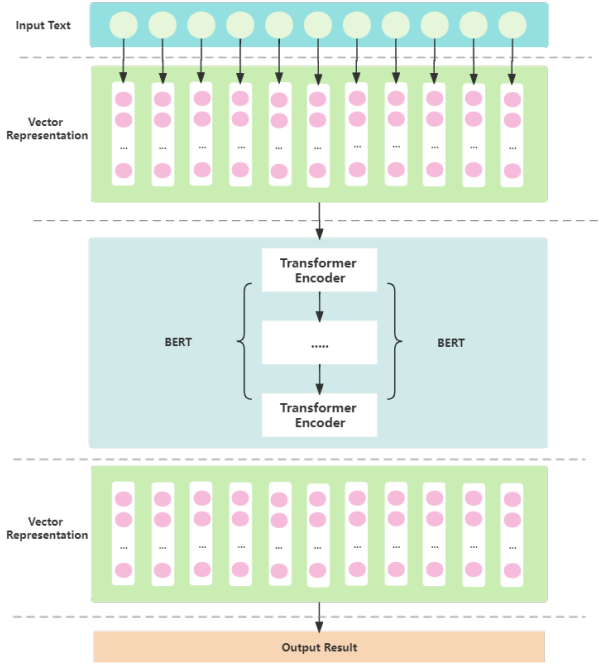 Input Text
Vector
Representation
... ... ... ... ... ... ... ... ... ... ...
Transformer
Encoder
BERT
.....
BERT
Transformer
Encoder
Vector
Representation
... ... ... ... ... ... ... ... ... ... ...
Output Result